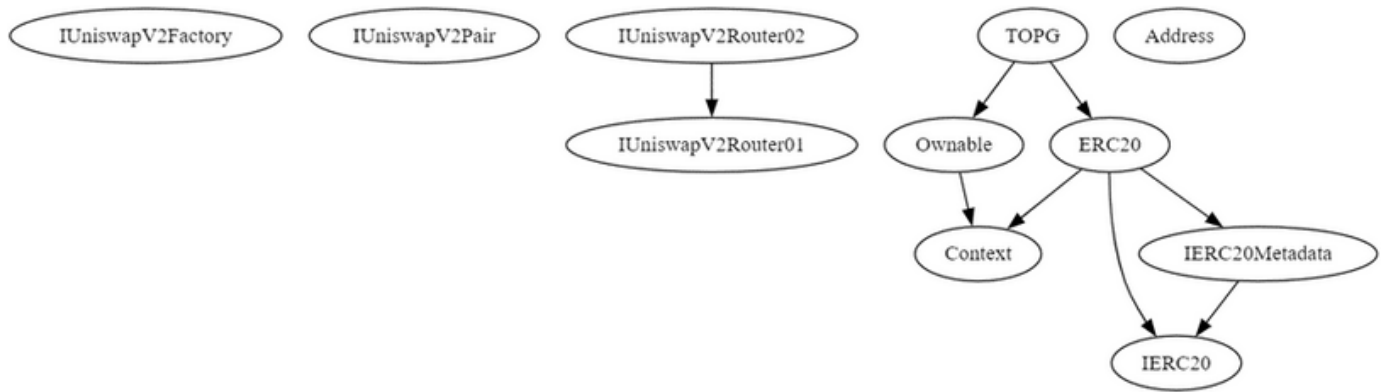 IUniswapV2Factory
IUniswapV2Pair
IUniswapV2Router02
TOPG
Address
IUniswapV2Router01
Ownable
ERC20
Context
IERC20Metadata
IERC20